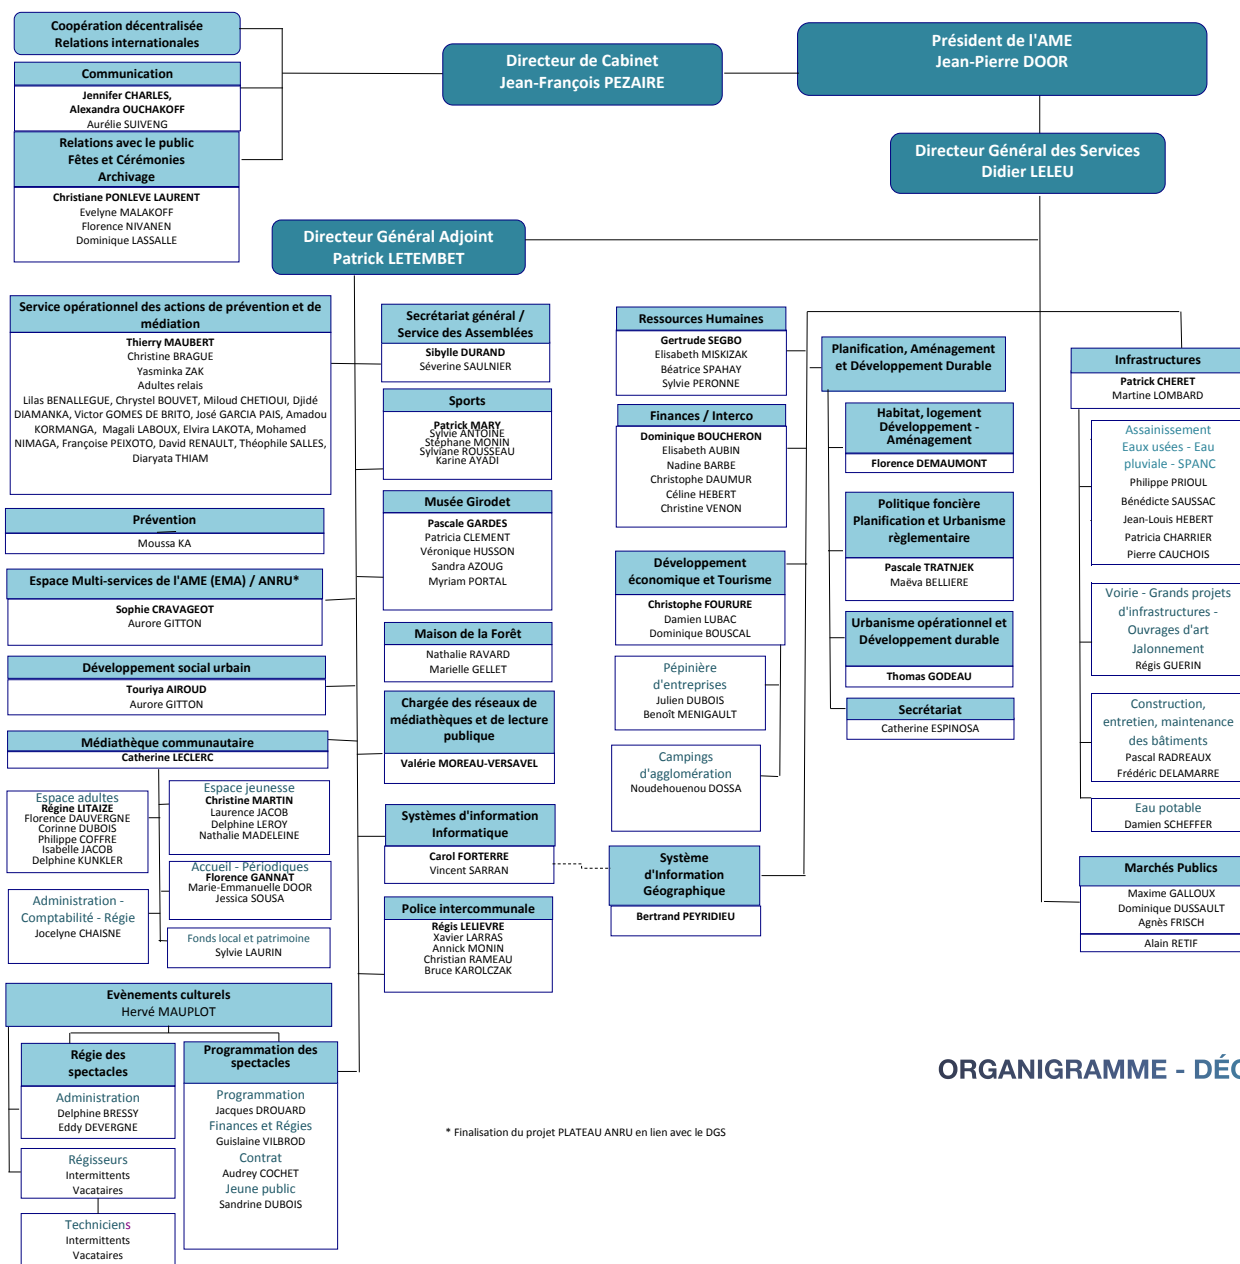 Coopération décentralisée
Relations internationales
Communication
Jennifer CHARLES,
Alexandra OUCHAKOFF
Aurélie SUIVENG
Relations avec le public
Fêtes et Cérémonies
Archivage
Christiane PONLEVE LAURENT
Evelyne MALAKOFF
Florence NIVANEN
Dominique LASSALLE
Directeur de Cabinet
Jean-François PEZAIRE
Président de l'AME
Jean-Pierre DOOR
Directeur Général des Services
Didier LELEU
Directeur Général Adjoint
Patrick LETEMBET
Service opérationnel des actions de prévention et de
médiation
Thierry MAUBERT
Christine BRAGUE
Yasminka ZAK
Adultes relais
Lilas BENALLEGUE, Chrystel BOUVET, Miloud CHETIOUI, Djidé
DIAMANKA, Victor GOMES DE BRITO, José GARCIA PAIS, Amadou
KORMANGA, Magali LABOUX, Elvira LAKOTA, Mohamed
NIMAGA, Françoise PEIXOTO, David RENAULT, Théophile SALLES,
Diaryata THIAM
Prévention
Moussa KA
Espace Multi-services de l'AME (EMA) / ANRU*
Sophie CRAVAGEOT
Aurore GITTON
Développement social urbain
Touriya AIROUD
Aurore GITTON
Médiathèque communautaire
Catherine LECLERC
Espace adultes
Régine LITAIZE
Florence DAUVERGNE
Corinne DUBOIS
Philippe COFFRE
Isabelle JACOB
Delphine KUNKLER
Administration -
Comptabilité - Régie
Jocelyne CHAISNE
Espace jeunesse
Christine MARTIN
Laurence JACOB
Delphine LEROY
Nathalie MADELEINE
Accueil - Périodiques
Florence GANNAT
Marie-Emmanuelle DOOR
Jessica SOUSA
Fonds local et patrimoine
Sylvie LAURIN
Evènements culturels
Hervé MAUPLOT
Régie des
spectacles
Administration
Delphine BRESSY
Eddy DEVERGNE
Régisseurs
Intermittents
Vacataires
Techniciens
Intermittents
Vacataires
Programmation des
spectacles
Programmation
Jacques DROUARD
Finances et Régies
Guislaine VILBROD
Contrat
Audrey COCHET
Jeune public
Sandrine DUBOIS
Secrétariat général /
Service des Assemblées
Sibylle DURAND
Séverine SAULNIER
Sports
Patrick MARY
Sylvie ANTOINE
Stéphane MONIN
Sylviane ROUSSEAU
Karine AYADI
Musée Girodet
Pascale GARDES
Patricia CLEMENT
Véronique HUSSON
Sandra AZOUG
Myriam PORTAL
Maison de la Forêt
Nathalie RAVARD
Marielle GELLET
Chargée des réseaux de
médiathèques et de lecture
publique
Valérie MOREAU-VERSAVEL
Systèmes d'information
Informatique
Carol FORTERRE
Vincent SARRAN
Police intercommunale
Régis LELIEVRE
Xavier LARRAS
Annick MONIN
Christian RAMEAU
Bruce KAROLCZAK
Ressources Humaines
Gertrude SEGBO
Elisabeth MISKIZAK
Béatrice SPAHAY
Sylvie PERONNE
Finances / Interco
Dominique BOUCHERON
Elisabeth AUBIN
Nadine BARBE
Christophe DAUMUR
Céline HEBERT
Christine VENON
Développement
économique et Tourisme
Christophe FOURURE
Damien LUBAC
Dominique BOUSCAL
Pépinière
d'entreprises
Julien DUBOIS
Benoît MENIGAULT
Campings
d'agglomération
Noudehouenou DOSSA
Système
d'Information
Géographique
Bertrand PEYRIDIEU
Planification, Aménagement
et Développement Durable
Habitat, logement
Développement -
Aménagement
Florence DEMAUMONT
Politique foncière
Planification et Urbanisme
règlementaire
Pascale TRATNJEK
Maëva BELLIERE
Urbanisme opérationnel et
Développement durable
Thomas GODEAU
Secrétariat
Catherine ESPINOSA
Infrastructures
Patrick CHERET
Martine LOMBARD
Assainissement
Eaux usées - Eau
pluviale - SPANC
Philippe PRIOUL
Bénédicte SAUSSAC
Jean-Louis HEBERT
Patricia CHARRIER
Pierre CAUCHOIS
Voirie - Grands projets
d'infrastructures -
Ouvrages d'art
Jalonnement
Régis GUERIN
Construction,
entretien, maintenance
des bâtiments
Pascal RADREAUX
Frédéric DELAMARRE
Eau potable
Damien SCHEFFER
Marchés Publics
Maxime GALLOUX
Dominique DUSSAULT
Agnès FRISCH
Alain RETIF
ORGANIGRAMME - DÉC
* Finalisation du projet PLATEAU ANRU en lien avec le DGS